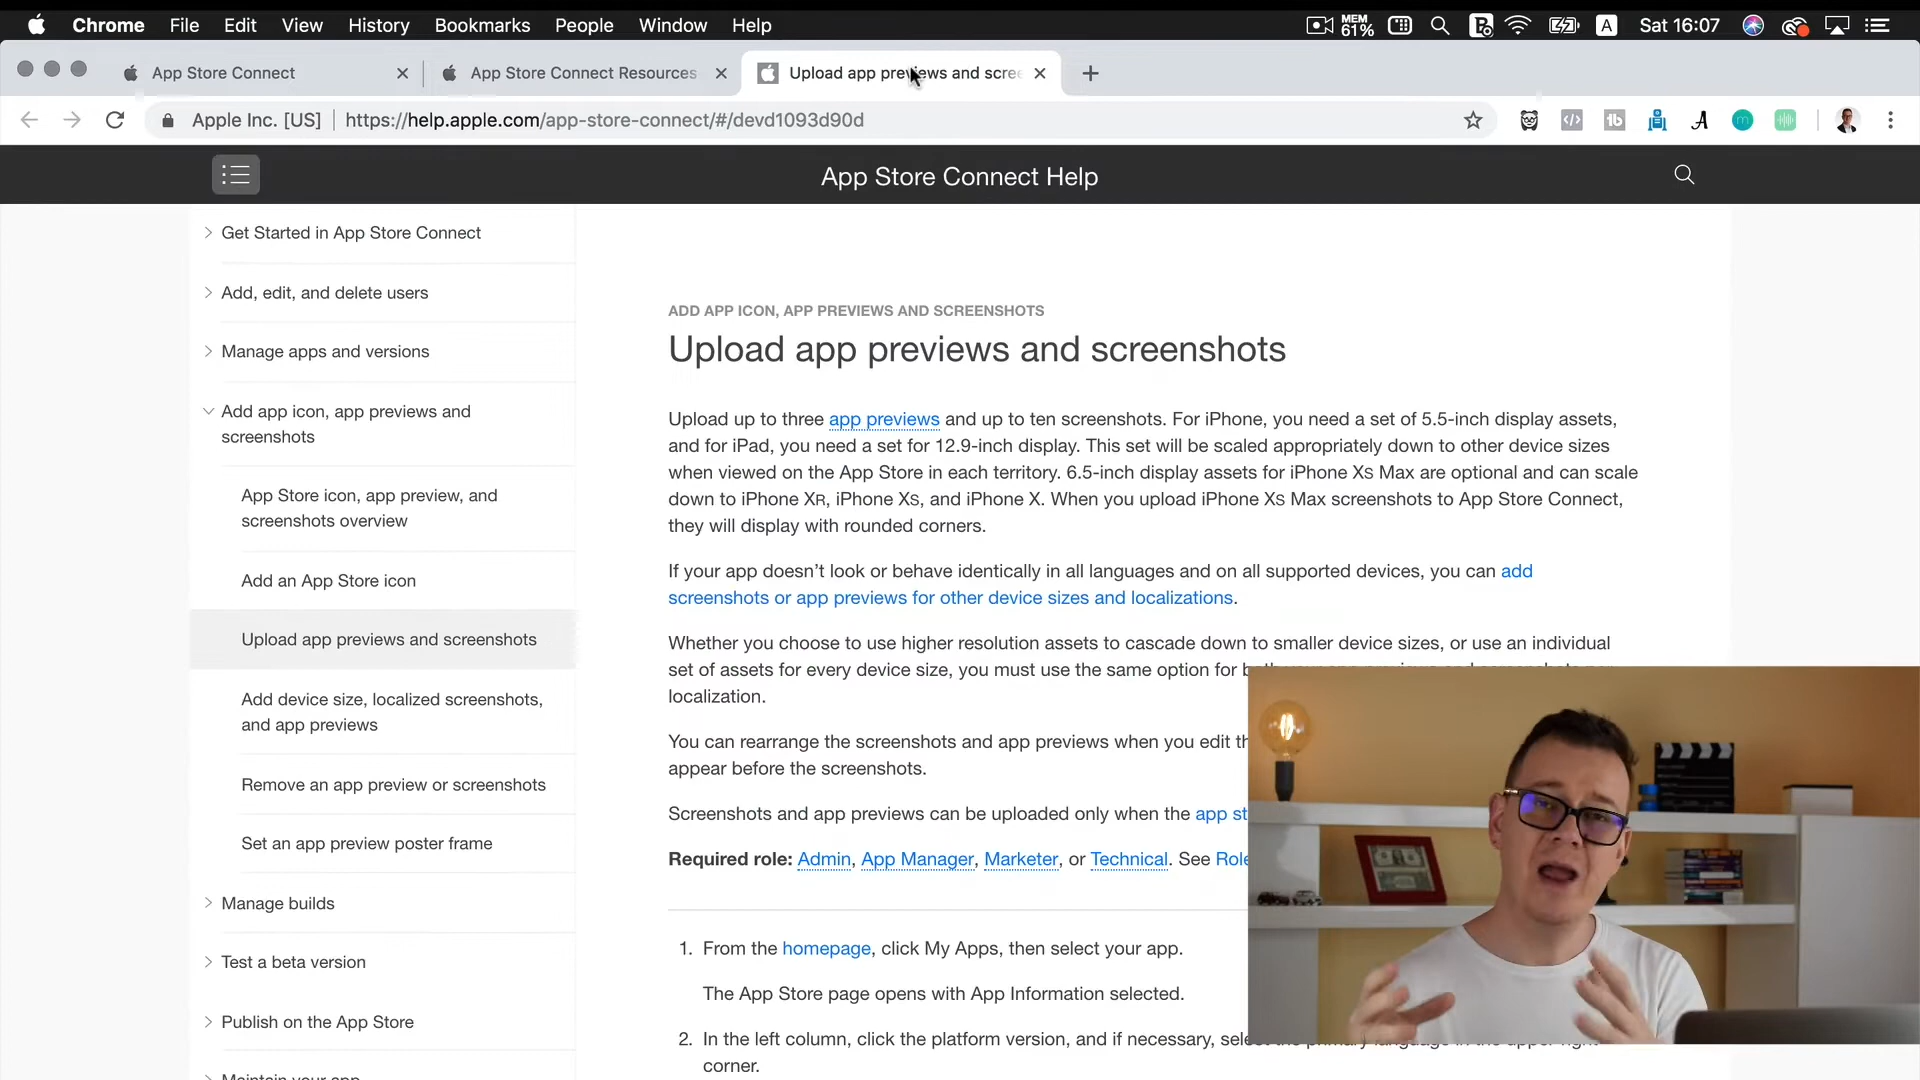 Chrome File Edit View History Bookmarks People Window Help MEM 61% A Sat 16:07
App Store Connect
App Store Connect Resources
Upload app previews and scre
Apple Inc. [US] https://help.apple.com/app-store-connect/#/devd1093d90d
App Store Connect Help
Get Started in App Store Connect
Add, edit, and delete users
Manage apps and versions
Add app icon, app previews and
screenshots
App Store icon, app preview, and
screenshots overview
Add an App Store icon
Upload app previews and screenshots
Add device size, localized screenshots,
and app previews
Remove an app preview or screenshots
Set an app preview poster frame
Manage builds
Test a beta version
Publish on the App Store
Maintain your app
ADD APP ICON, APP PREVIEWS AND SCREENSHOTS
Upload app previews and screenshots
Upload up to three app previews and up to ten screenshots. For iPhone, you need a set of 5.5-inch display assets,
and for iPad, you need a set for 12.9-inch display. This set will be scaled appropriately down to other device sizes
when viewed on the App Store in each territory. 6.5-inch display assets for iPhone XS Max are optional and can scale
down to iPhone XR, iPhone XS, and iPhone X. When you upload iPhone XS Max screenshots to App Store Connect,
they will display with rounded corners.
If your app doesn’t look or behave identically in all languages and on all supported devices, you can add
screenshots or app previews for other device sizes and localizations.
Whether you choose to use higher resolution assets to cascade down to smaller device sizes, or use an individual
set of assets for every device size, you must use the same option for
localization.
You can rearrange the screenshots and app previews when you edit th
appear before the screenshots.
Screenshots and app previews can be uploaded only when the app st
Required role: Admin, App Manager, Marketer, or Technical. See Role
1. From the homepage, click My Apps, then select your app.
The App Store page opens with App Information selected.
2. In the left column, click the platform version, and if necessary,
corner.